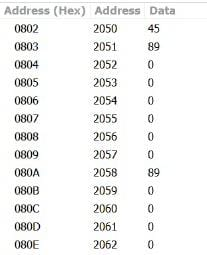 Address (Hex) Address Data
0802 2050 45
0803 2051 89
0804 2052 0
0805 2053 0
0806 2054 0
0807 2055 0
0808 2056 0
0809 2057 0
080A 2058 89
080B 2059 0
080C 2060 0
080D 2061 0
080E 2062 0